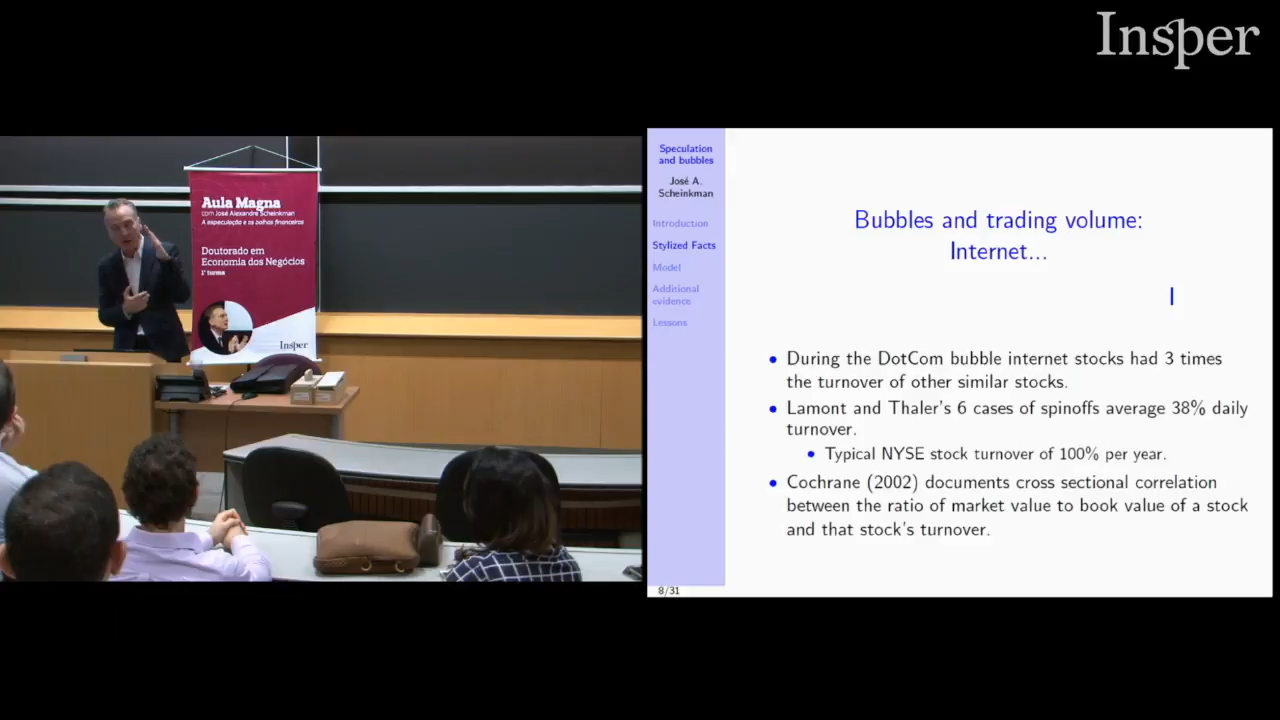 Insper
Aula Magna
com José Alexandre Scheinkman
A especulação e as bolhas financeiras
Doutorado em
Economia dos Negócios
1ª turma
Insper
Speculation
and bubbles
José A.
Scheinkman
Introduction
Stylized Facts
Model
Additional
evidence
Lessons
Bubbles and trading volume:
Internet...
• During the DotCom bubble internet stocks had 3 times
the turnover of other similar stocks.
• Lamont and Thaler's 6 cases of spinoffs average 38% daily
turnover.
• Typical NYSE stock turnover of 100% per year.
• Cochrane (2002) documents cross sectional correlation
between the ratio of market value to book value of a stock
and that stock's turnover.
8/31